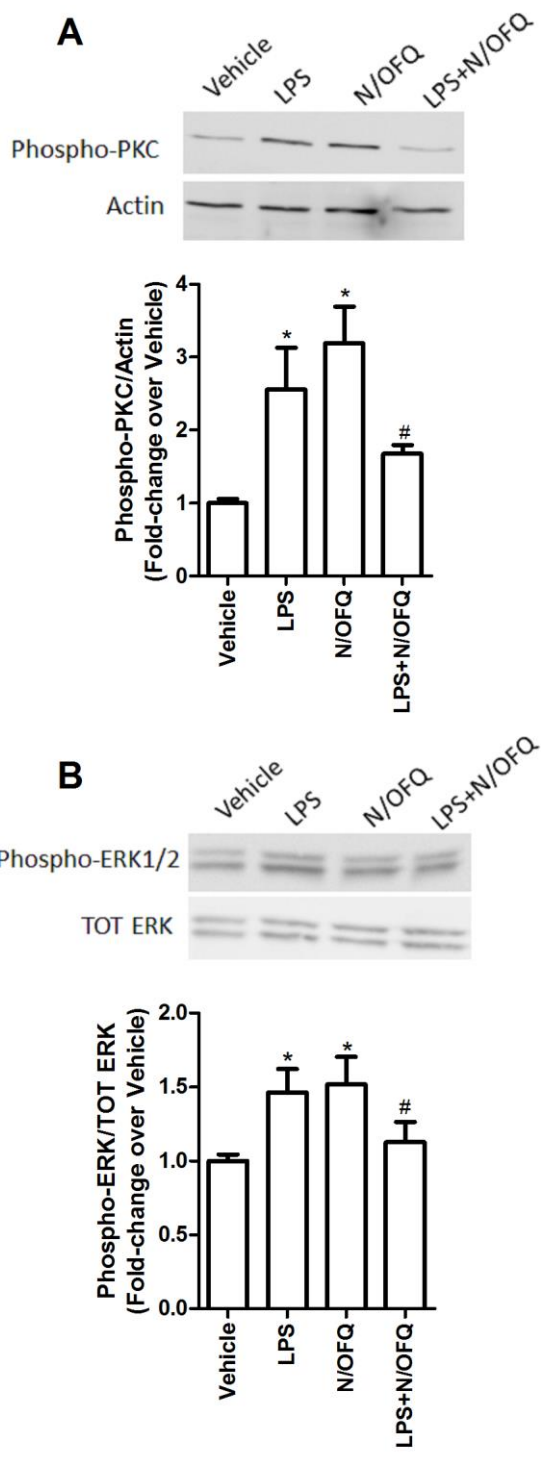 A
Vehicle LPS N/OFQ LPS+N/OFQ
Phospho-PKC
Actin
Phospho-PKC/Actin
(Fold-change over Vehicle)
4
3
2
1
0
* * #
Vehicle LPS N/OFQ LPS+N/OFQ
B
Vehicle LPS N/OFQ LPS+N/OFQ
Phospho-ERK1/2
TOT ERK
Phospho-ERK/TOT ERK
(Fold-change over Vehicle)
2.0
1.5
1.0
0.5
0.0
* * #
Vehicle LPS N/OFQ LPS+N/OFQ